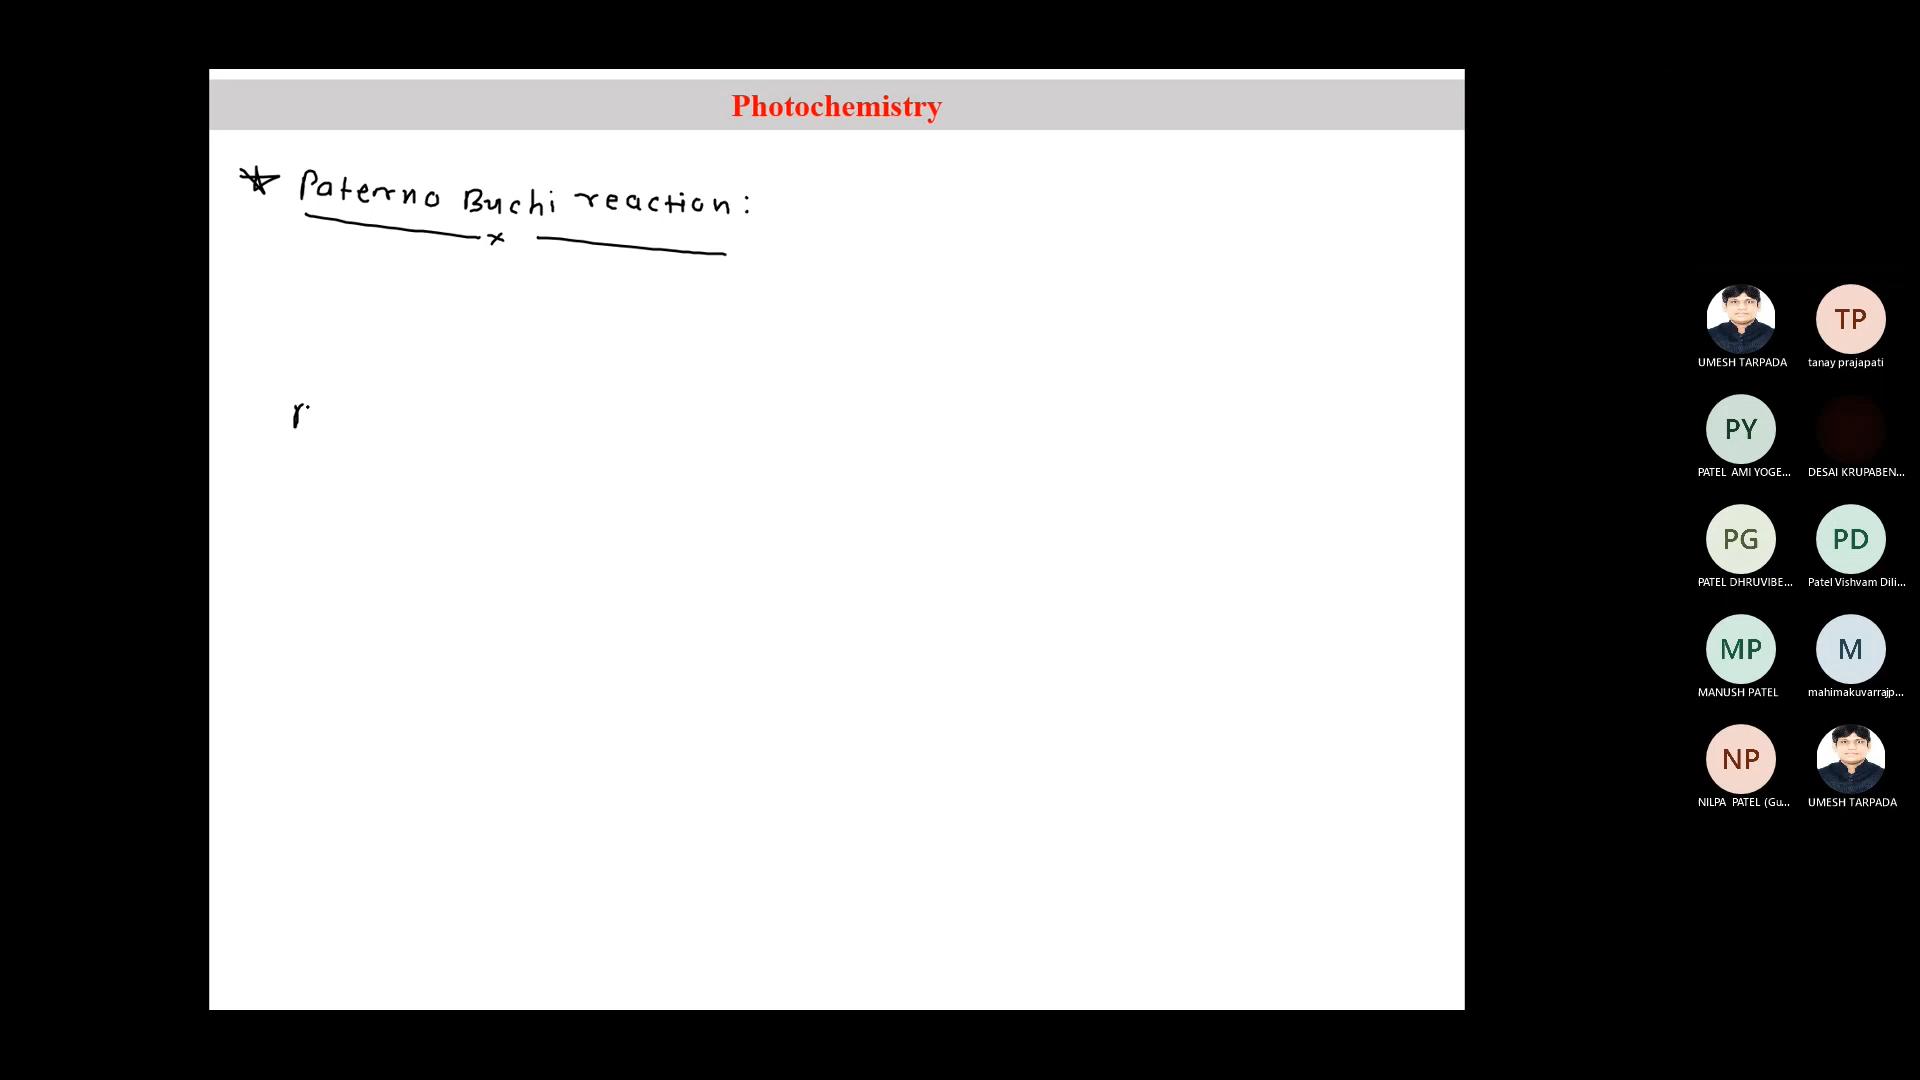 Photochemistry
Paterno Buchi reaction:
x
r
UMESH TARPADA
TP
tanay prajapati
PY
PATEL AMI YOGE...
DESAI KRUPABEN...
PG
PATEL DHRUVIBE...
PD
Patel Vishvam Dili...
MP
MANUSH PATEL
M
mahimakuvarrajp...
NP
NILPA PATEL (Gu...
UMESH TARPADA